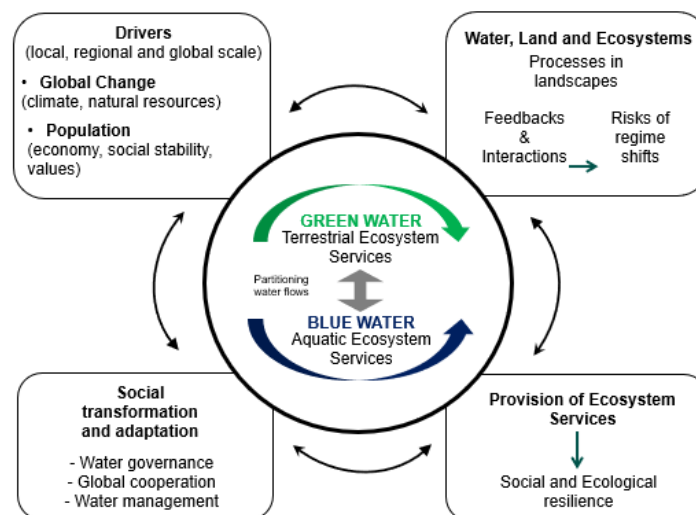 Drivers
(local, regional and global scale)
• Global Change
(climate, natural resources)
• Population
(economy, social stability,
values)
Water, Land and Ecosystems
Processes in
landscapes
Feedbacks
&
Interactions
Risks of
regime
shifts
GREEN WATER
Terrestrial Ecosystem
Services
Partitioning
water flows
BLUE WATER
Aquatic Ecosystem
Services
Social
transformation
and adaptation
- Water governance
- Global cooperation
- Water management
Provision of Ecosystem
Services
Social and Ecological
resilience